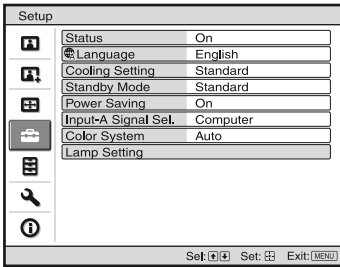 Setup
Status On
Language English
Cooling Setting Standard
Standby Mode Standard
Power Saving On
Input-A Signal Sel. Computer
Color System Auto
Lamp Setting
Sel: Set: Exit: MENU